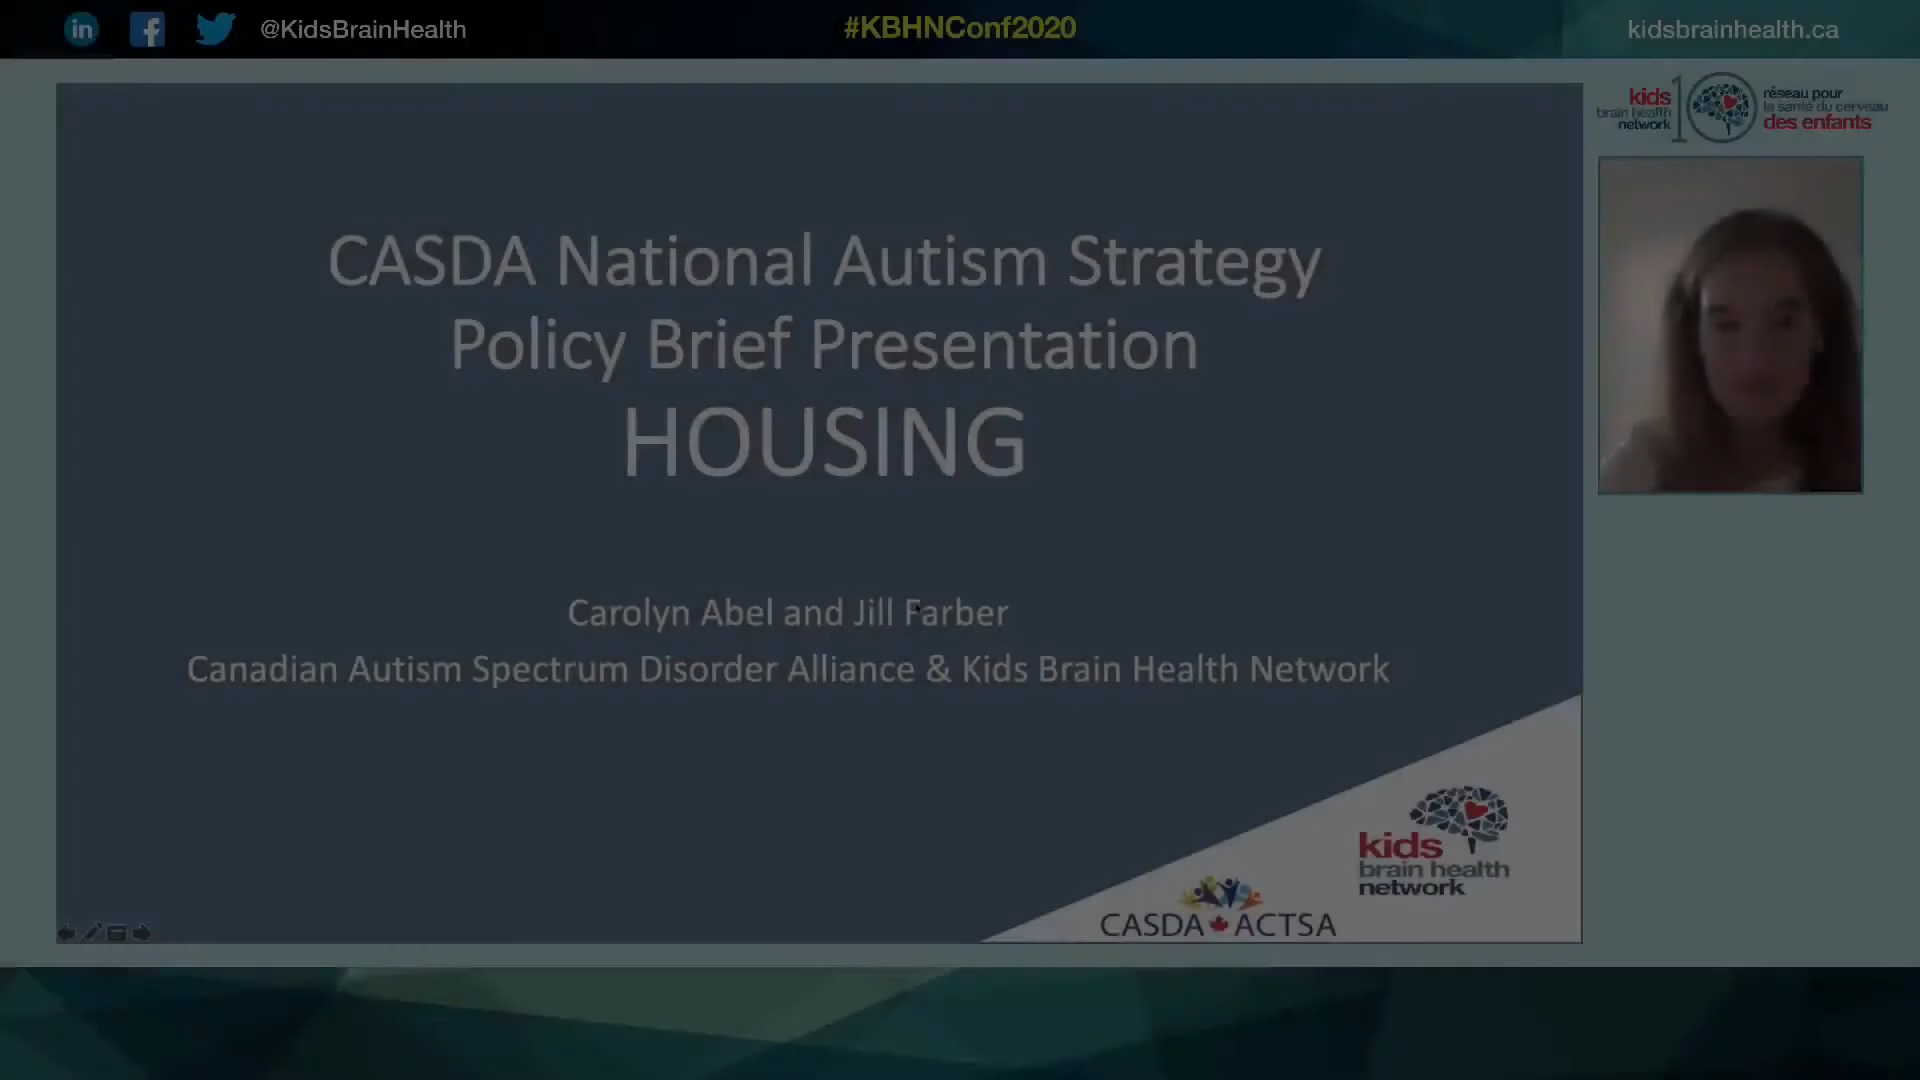 @KidsBrainHealth
#KBHNConf2020
kidsbrainhealth.ca
kids
brain health
network
10
réseau pour
la santé du cerveau
des enfants
CASDA National Autism Strategy
Policy Brief Presentation
HOUSING
Carolyn Abel and Jill Farber
Canadian Autism Spectrum Disorder Alliance & Kids Brain Health Network
kids
brain health
network
CASDA ACTSA